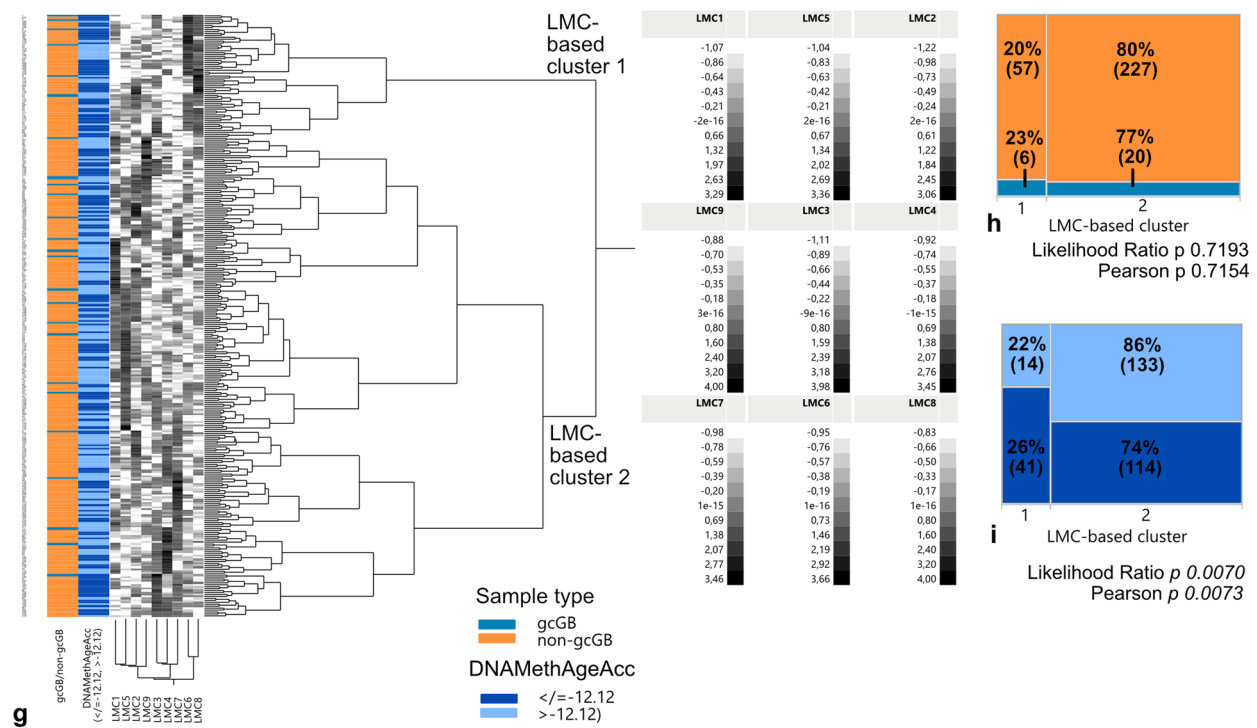 LMC-
based
cluster 1
LMC-
based
cluster 2
gcGB/non-gcGB
DNAMethAgeAcc
(</=-12.12, >-12.12)
LMC1
LMC5
LMC2
LMC9
LMC3
LMC4
LMC7
LMC6
LMC8
Sample type
gcGB
non-gcGB
DNAMethAgeAcc
</=-12.12
>-12.12)
g
LMC1
-1,07
-0,86
-0,64
-0,43
-0,21
-2e-16
0,66
1,32
1,97
2,63
3,29
LMC5
-1,04
-0,83
-0,63
-0,42
-0,21
2e-16
0,67
1,34
2,02
2,69
3,36
LMC2
-1,22
-0,98
-0,73
-0,49
-0,24
2e-16
0,61
1,22
1,84
2,45
3,06
LMC9
-0,88
-0,70
-0,53
-0,35
-0,18
3e-16
0,80
1,60
2,40
3,20
4,00
LMC3
-1,11
-0,89
-0,66
-0,44
-0,22
-9e-16
0,80
1,59
2,39
3,18
3,98
LMC4
-0,92
-0,74
-0,55
-0,37
-0,18
-1e-15
0,69
1,38
2,07
2,76
3,45
LMC7
-0,98
-0,78
-0,59
-0,39
-0,20
1e-15
0,69
1,38
2,07
2,77
3,46
LMC6
-0,95
-0,76
-0,57
-0,38
-0,19
1e-16
0,73
1,46
2,19
2,92
3,66
LMC8
-0,83
-0,66
-0,50
-0,33
-0,17
1e-16
0,80
1,60
2,40
3,20
4,00
20%
(57)
80%
(227)
23%
(6)
77%
(20)
1 2
LMC-based cluster
h
Likelihood Ratio p 0.7193
Pearson p 0.7154
22%
(14)
86%
(133)
26%
(41)
74%
(114)
1 2
LMC-based cluster
i
Likelihood Ratio p 0.0070
Pearson p 0.0073